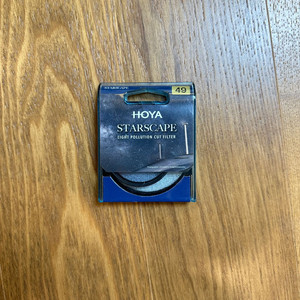 49
HOYA
STARSCAPE
LIGHT POLLUTION CUT FILTER